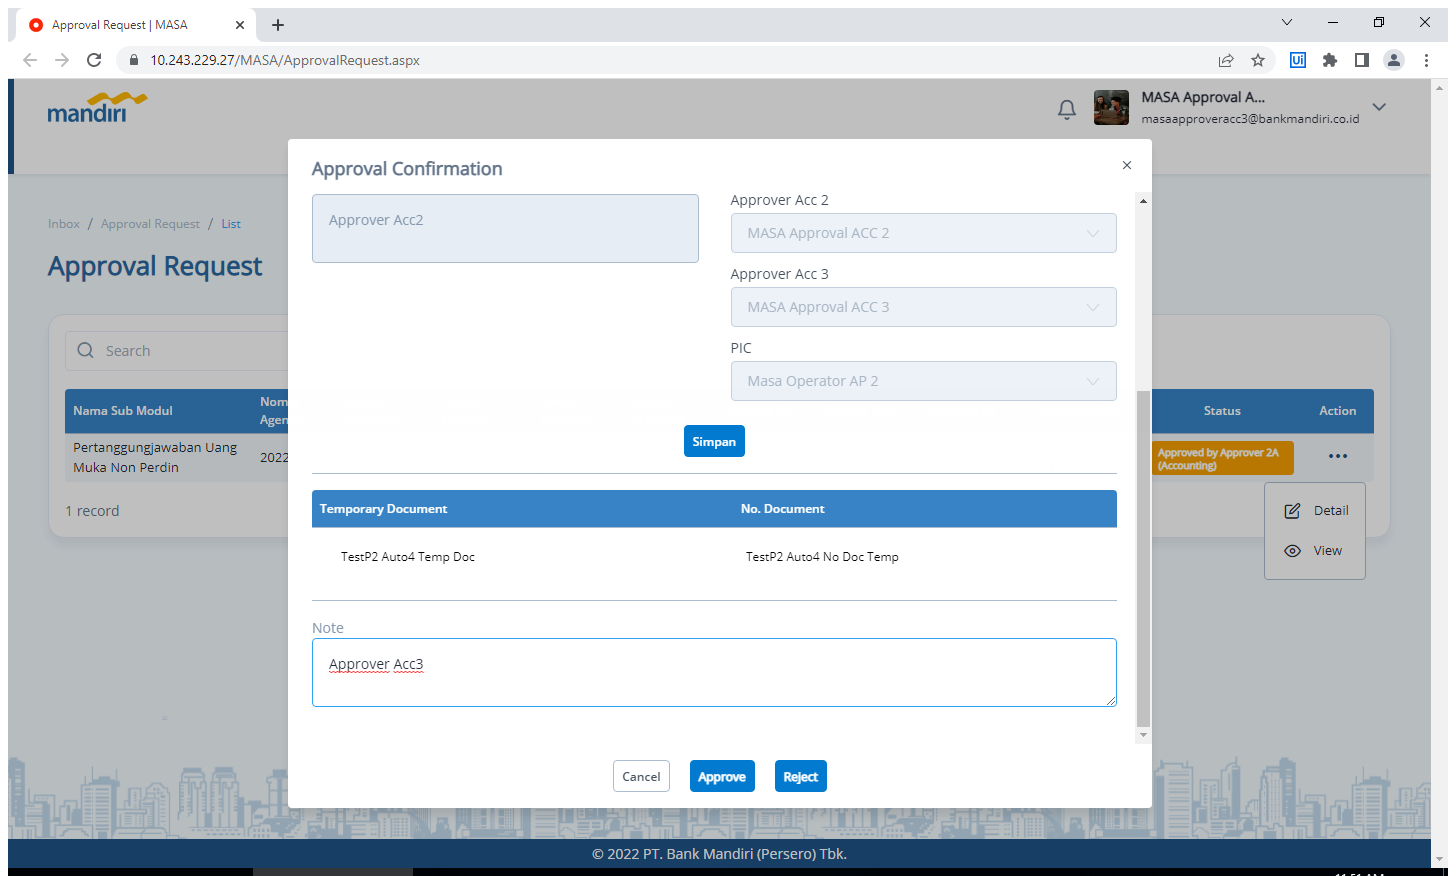 Approval Request | MASA
10.243.229.27/MASA/ApprovalRequest.aspx
mandiri
MASA Approval A...
masaapproveracc3@bankmandiri.co.id
Inbox / Approval Request / List
Approval Request
Search
Nama Sub Modul
Nom
Agen
Status
Action
Pertanggungjawaban Uang
Muka Non Perdin
2022
Approved by Approver 2A
(Accounting)
1 record
Detail
View
Approval Confirmation
Approver Acc2
Approver Acc 2
MASA Approval ACC 2
Approver Acc 3
MASA Approval ACC 3
PIC
Masa Operator AP 2
Simpan
Temporary Document
No. Document
TestP2 Auto4 Temp Doc
TestP2 Auto4 No Doc Temp
Note
Approver Acc3
Cancel
Approve
Reject
© 2022 PT. Bank Mandiri (Persero) Tbk.